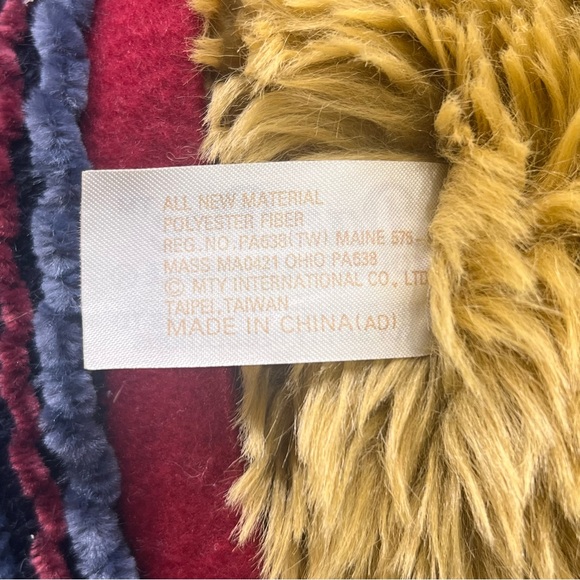 ALL NEW MATERIAL
POLYESTER FIBER
REG. NO. PA638(TW) MAINE 575-
MASS MA0421 OHIO PA638
© MTY INTERNATIONAL CO., LTD
TAIPEI, TAIWAN
MADE IN CHINA(AD)